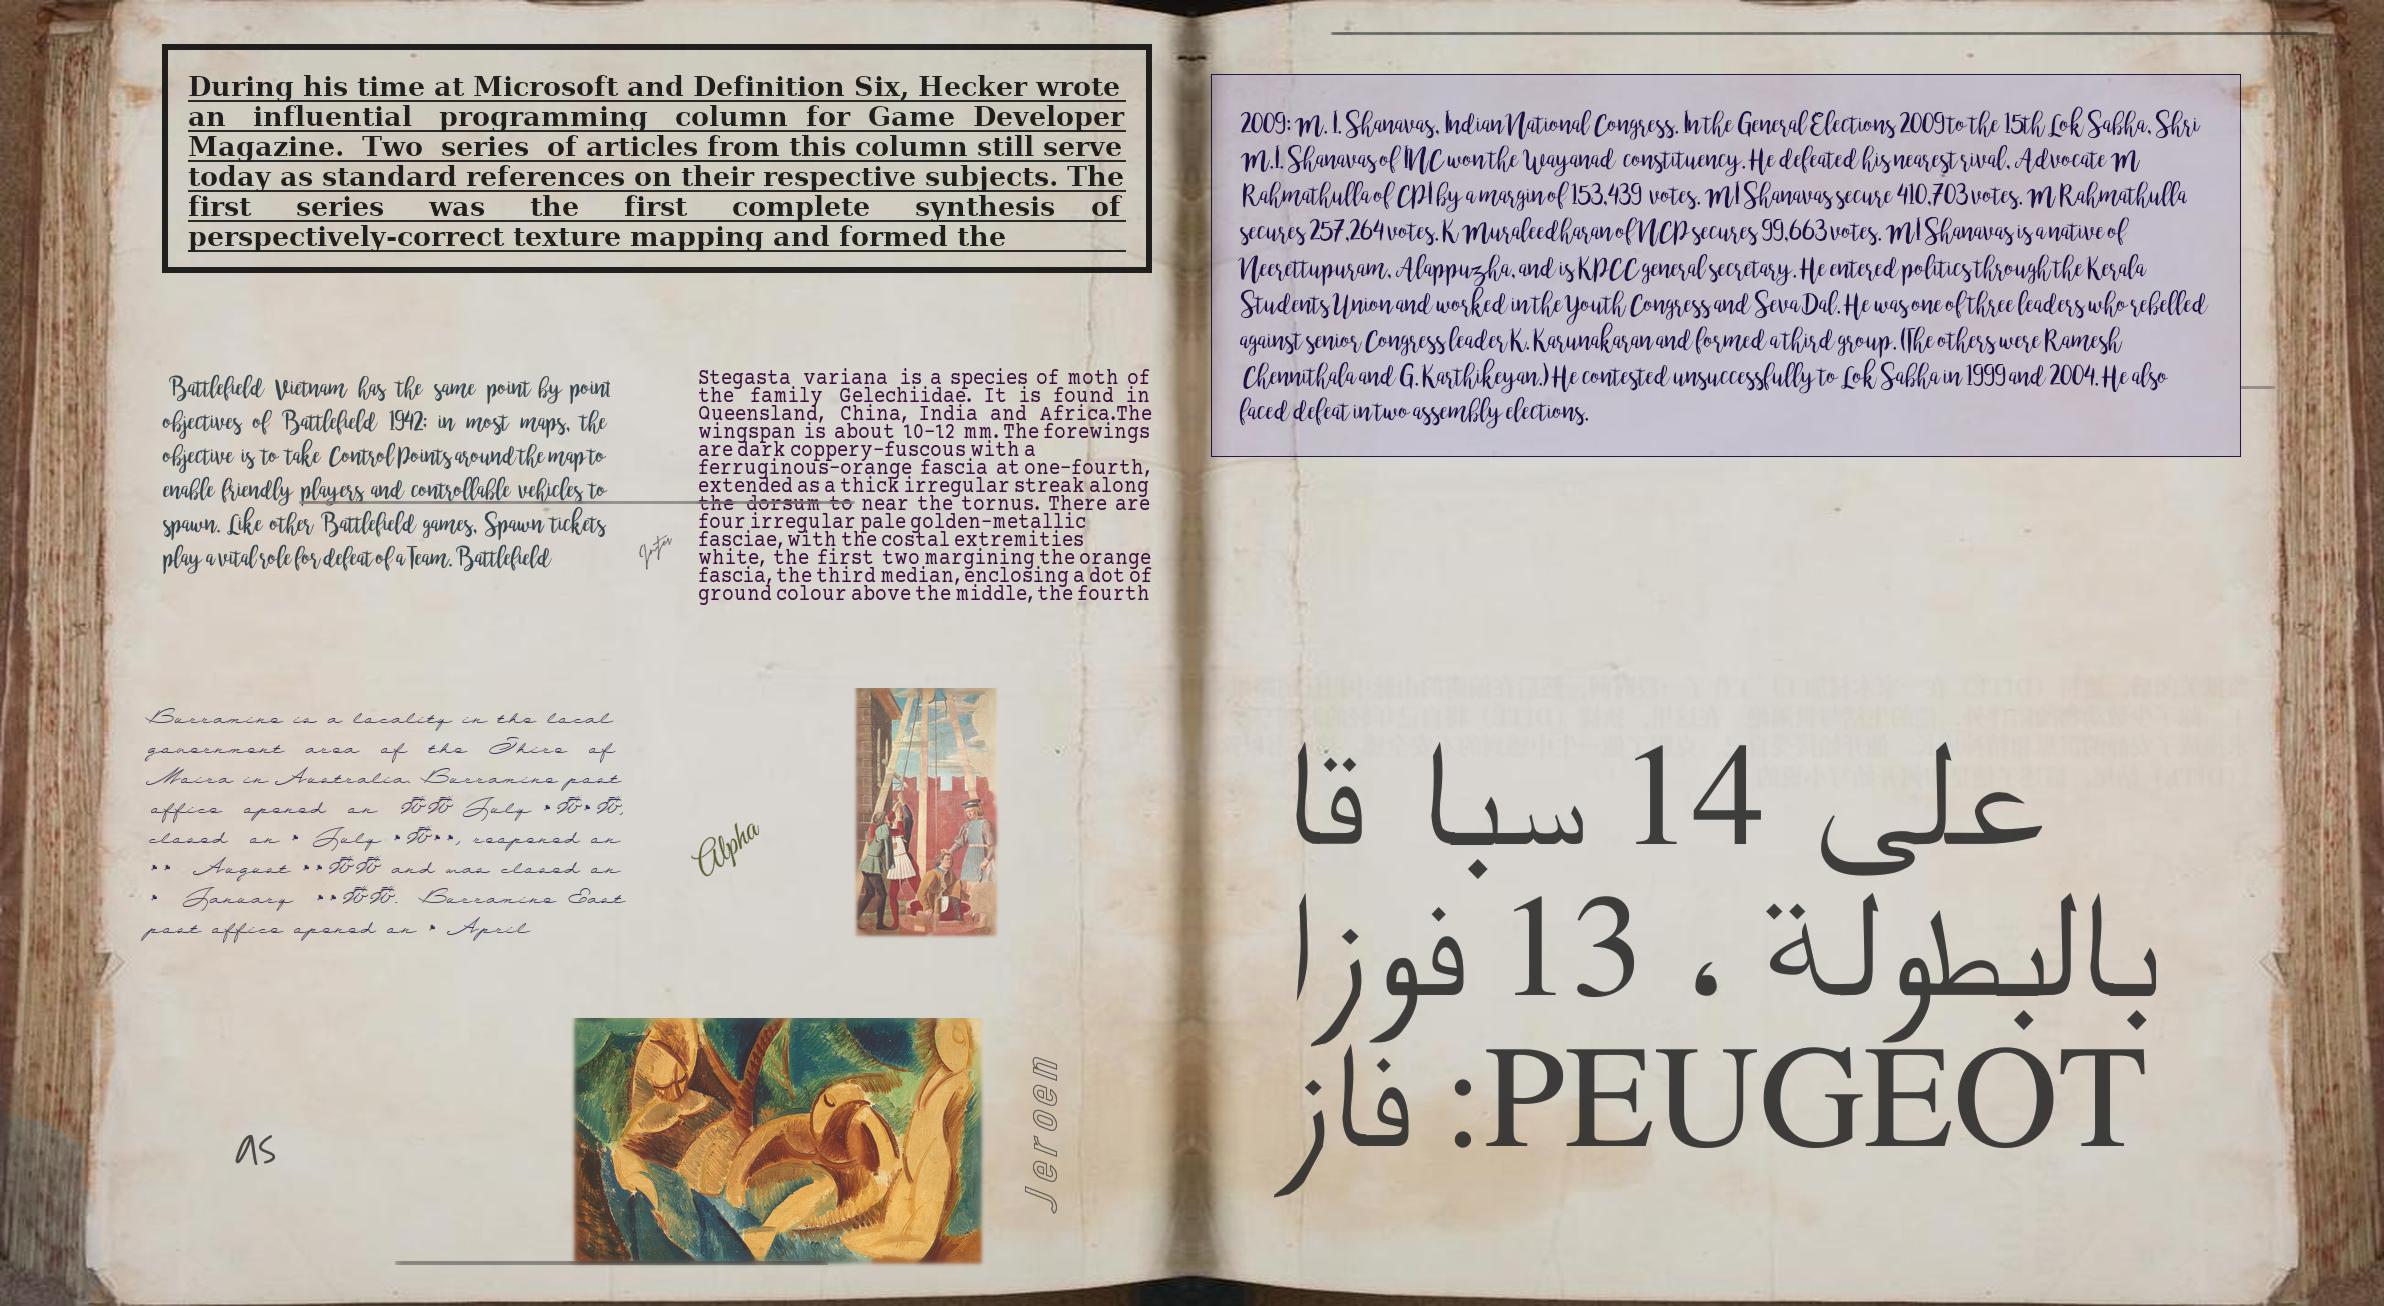 During his time at Microsoft and Definition Six, Hecker wrote
an influential programming column for Game Developer
Magazine. Two series of articles from this column still serve
today as standard references on their respective subjects. The
first series was the first complete synthesis of
perspectively-correct texture mapping and formed the
Battlefield Vietnam has the same point by point
objectives of Battlefield 1942: in most maps, the
objective is to take Control Points around the map to
enable friendly players and controllable vehicles to
spawn. Like other Battlefield games, Spawn tickets
play a vital role for defeat of a Team. Battlefield
Stegasta variana is a species of moth of
the family Gelechiidae. It is found in
Queensland, China, India and Africa.The
wingspan is about 10–12 mm. The forewings
are dark coppery-fuscous with a
ferruginous-orange fascia at one-fourth,
extended as a thick irregular streak along
the dorsum to near the tornus. There are
four irregular pale golden-metallic
fasciae, with the costal extremities
white, the first two margining the orange
fascia, the third median, enclosing a dot of
ground colour above the middle, the fourth
Burramine is a locality in the local
government area of the Shire of
Moira in Australia. Burramine post
office opened on July
closed on July , reopened on
August and was closed on
January . Burramine East
post office opened on April
Alpha
as
Jeroen
2009: M. I. Shanavas, Indian National Congress. In the General Elections 2009 to the 15th Lok Sabha, Shri
M.I. Shanavas of INC won the Wayanad constituency. He defeated his nearest rival, Advocate M
Rahmathulla of CPI by a margin of 153,439 votes. M I Shanavas secure 410,703 votes. M Rahmathulla
secures 257,264 votes. K Muraleedharan of NCP secures 99,663 votes. M I Shanavas is a native of
Neerettupuram, Alappuzha, and is KPCC general secretary. He entered politics through the Kerala
Students Union and worked in the Youth Congress and Seva Dal. He was one of three leaders who rebelled
against senior Congress leader K. Karunakaran and formed a third group. (The others were Ramesh
Chennithala and G. Karthikeyan.) He contested unsuccessfully to Lok Sabha in 1999 and 2004. He also
faced defeat in two assembly elections.
على 14 سبا قا
بالبطولة ، 13 فوزا
PEUGEOT: فاز